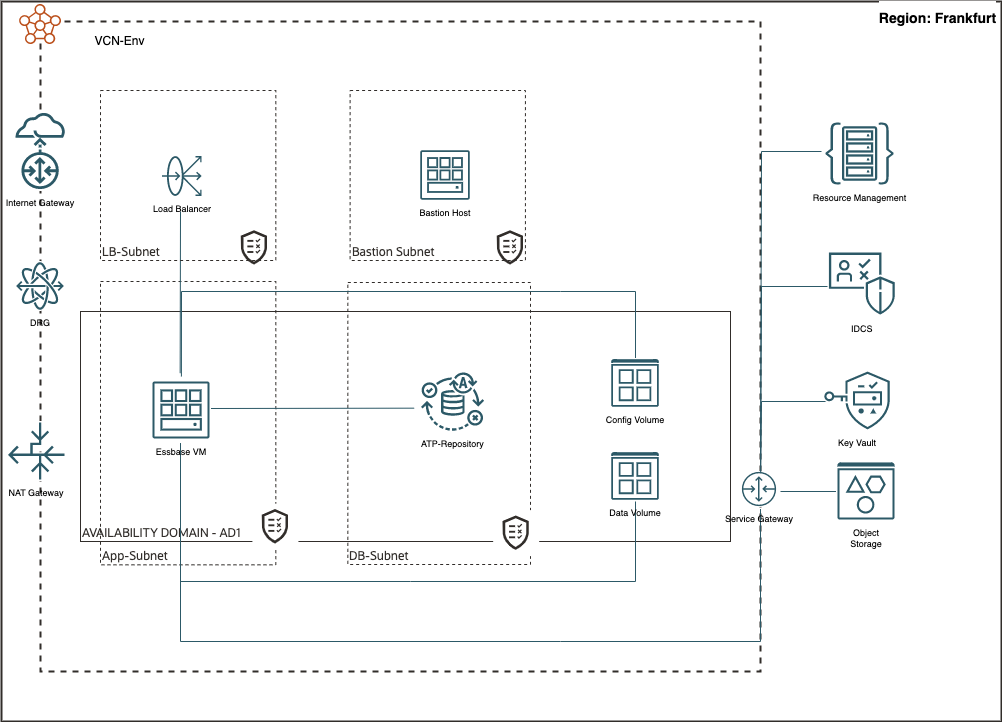 Region: Frankfurt
VCN-Env
Internet Gateway
Load Balancer
Bastion Host
Resource Management
LB-Subnet
Bastion Subnet
DRG
IDCS
A
Config Volume
Essbase VM
ATP-Repository
Key Vault
NAT Gateway
Data Volume
Service Gateway
AVAILABILITY DOMAIN - AD1
App-Subnet
DB-Subnet
Object
Storage